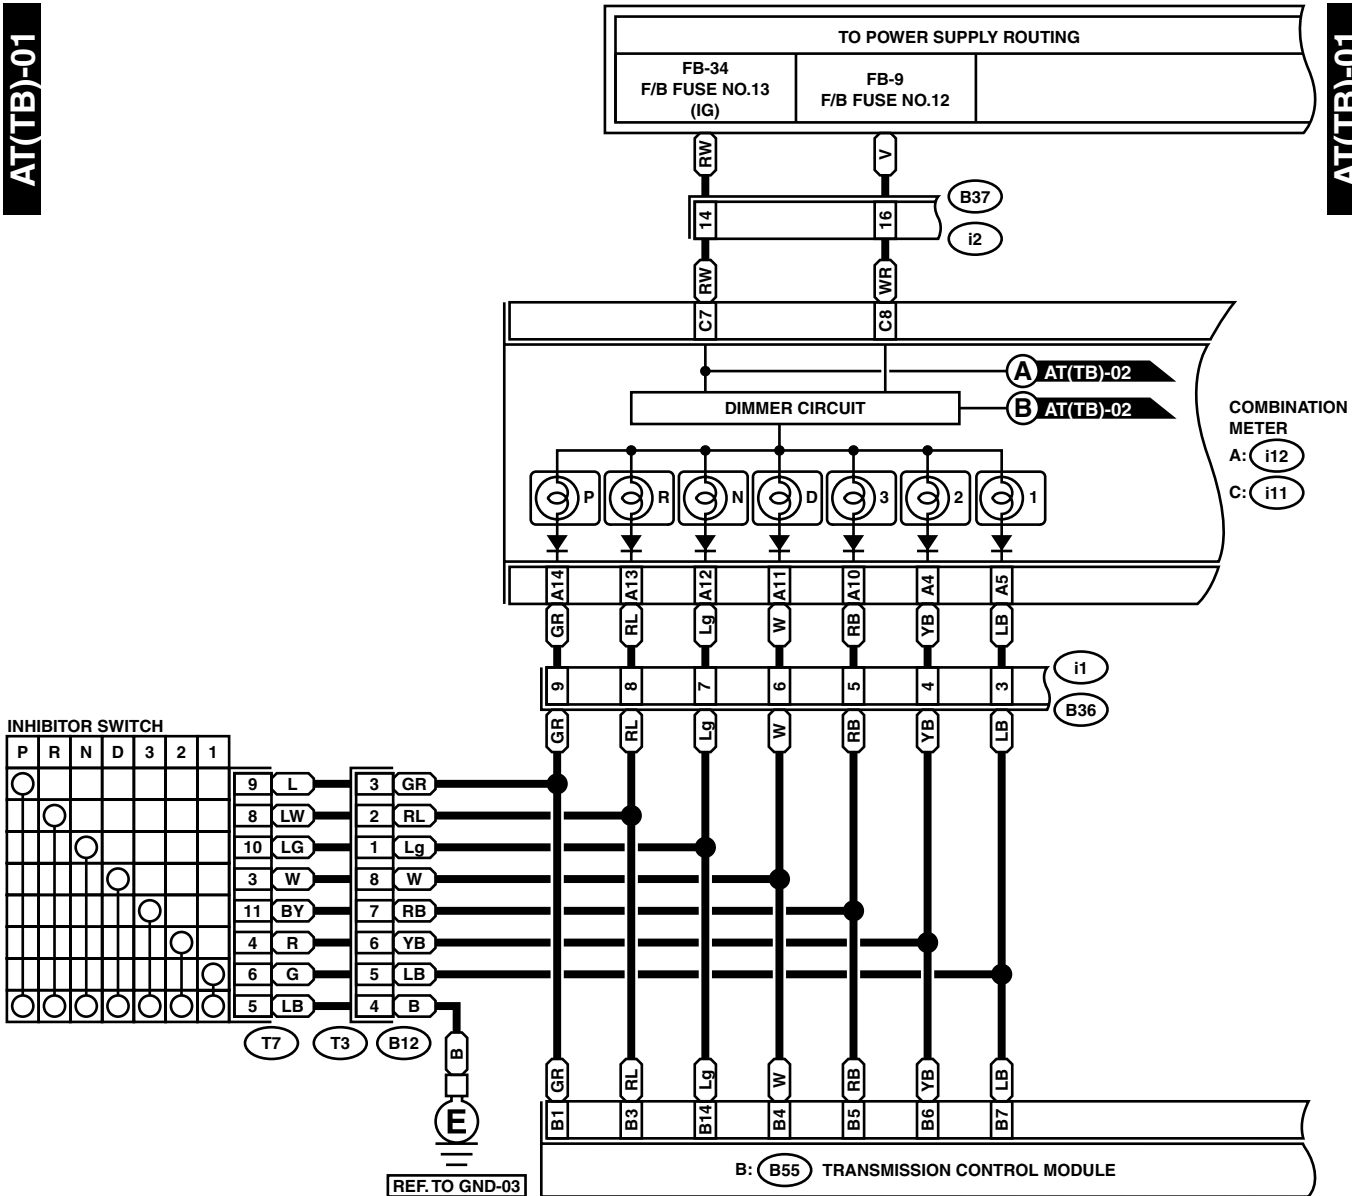 AT(TB)-01
AT(TB)-01
TO POWER SUPPLY ROUTING
FB-34
F/B FUSE NO.13
(IG)
FB-9
F/B FUSE NO.12
RW V
14 16
B37
i2
RW WR
C7 C8
A AT(TB)-02
B AT(TB)-02
DIMMER CIRCUIT
COMBINATION
METER
A: i12
C: i11
P R N D 3 2 1
A14 A13 A12 A11 A10 A4 A5
GR RL Lg W RB YB LB
9 8 7 6 5 4 3
i1
B36
GR RL Lg W RB YB LB
INHIBITOR SWITCH
P R N D 3 2 1
9 L 3 GR
8 LW 2 RL
10 LG 1 Lg
3 W 8 W
11 BY 7 RB
4 R 6 YB
6 G 5 LB
5 LB 4 B
T7 T3 B12
B
E
REF. TO GND-03
GR RL Lg W RB YB LB
B1 B3 B14 B4 B5 B6 B7
B: B55 TRANSMISSION CONTROL MODULE